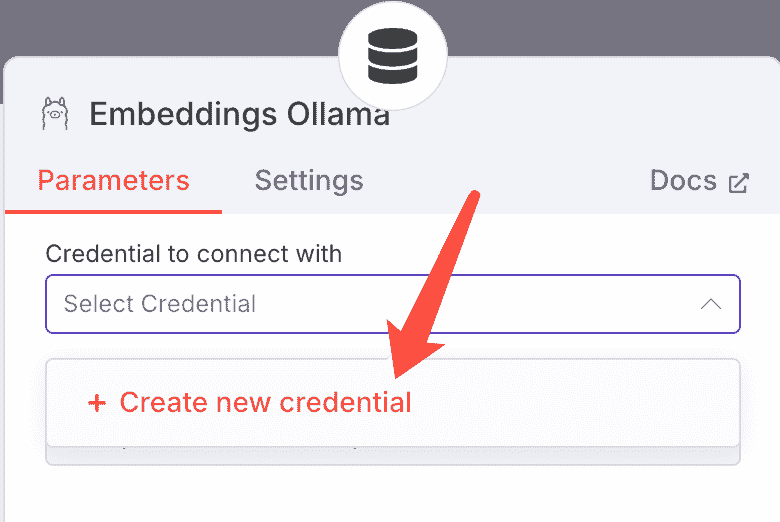 Embeddings Ollama
Parameters Settings Docs
Credential to connect with
Select Credential
+ Create new credential